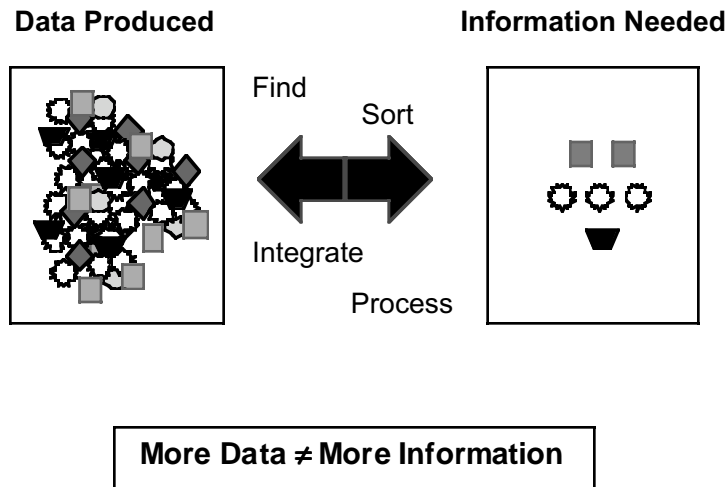 Data Produced
Information Needed
Find
Sort
Integrate
Process
More Data ≠ More Information